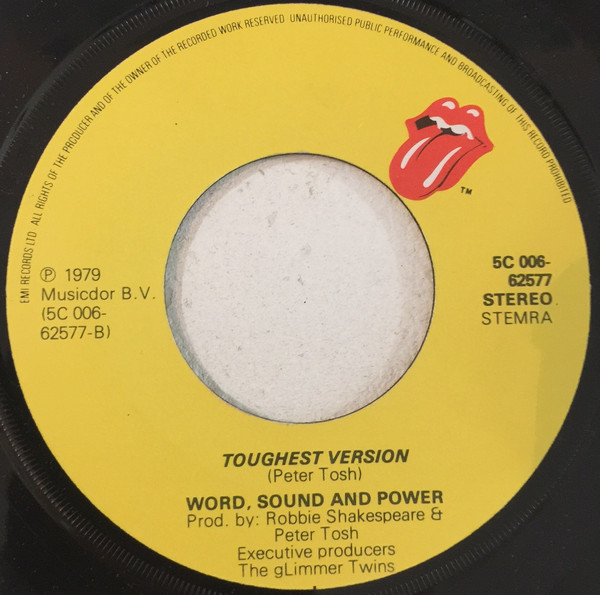 EMI RECORDS LTD ALL RIGHTS OF THE PRODUCER AND OF THE OWNER OF THE RECORDED WORK RESERVED UNAUTHORISED PUBLIC PERFORMANCE AND BROADCASTING OF THIS RECORD PROHIBITED
TM
℗ 1979
Musicdor B.V.
(5C 006-
62577-B)
5C 006-
62577
STEREO
STEMRA
TOUGHEST VERSION
(Peter Tosh)
WORD, SOUND AND POWER
Prod. by: Robbie Shakespeare &
Peter Tosh
Executive producers
The gLimmer Twins